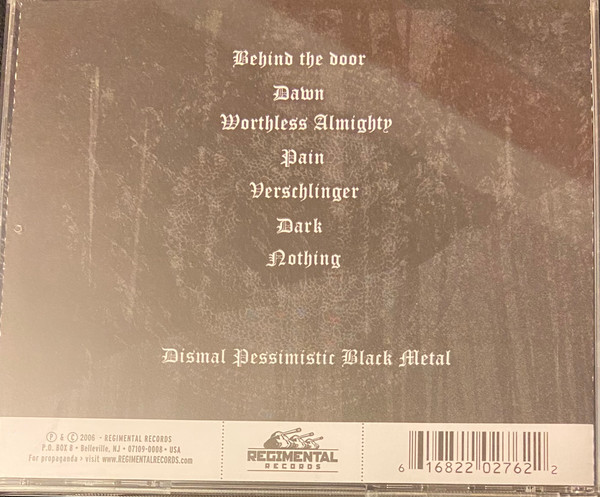 Behind the door
Dawn
Worthless Almighty
Pain
Verschlinger
Dark
Nothing
Dismal Pessimistic Black Metal
Ⓟ & © 2006 - REGIMENTAL RECORDS
P.O. BOX 8 • Belleville, NJ • 07109-0008 • USA
For propaganda > visit www.REGIMENTALRECORDS.com
REGIMENTAL
RECORDS
6 16822 02762 2